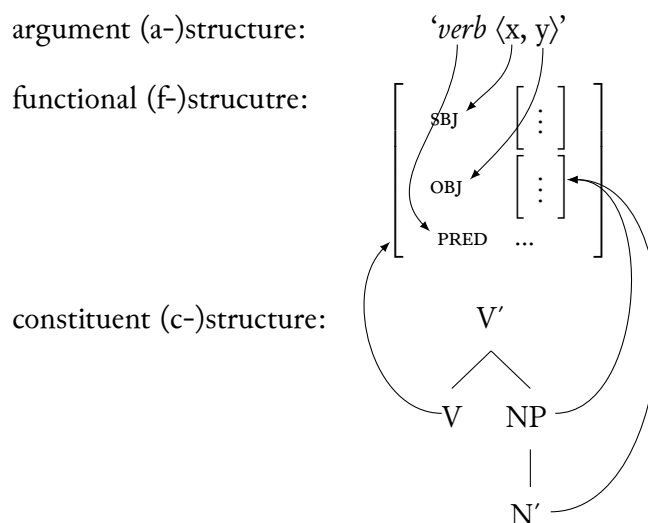 argument (a-)structure: ‘verb ⟨x, y⟩’
functional (f-)strucutre:
SBJ [⋮]
OBJ [⋮]
PRED ...
constituent (c-)structure: V′
V NP
N′